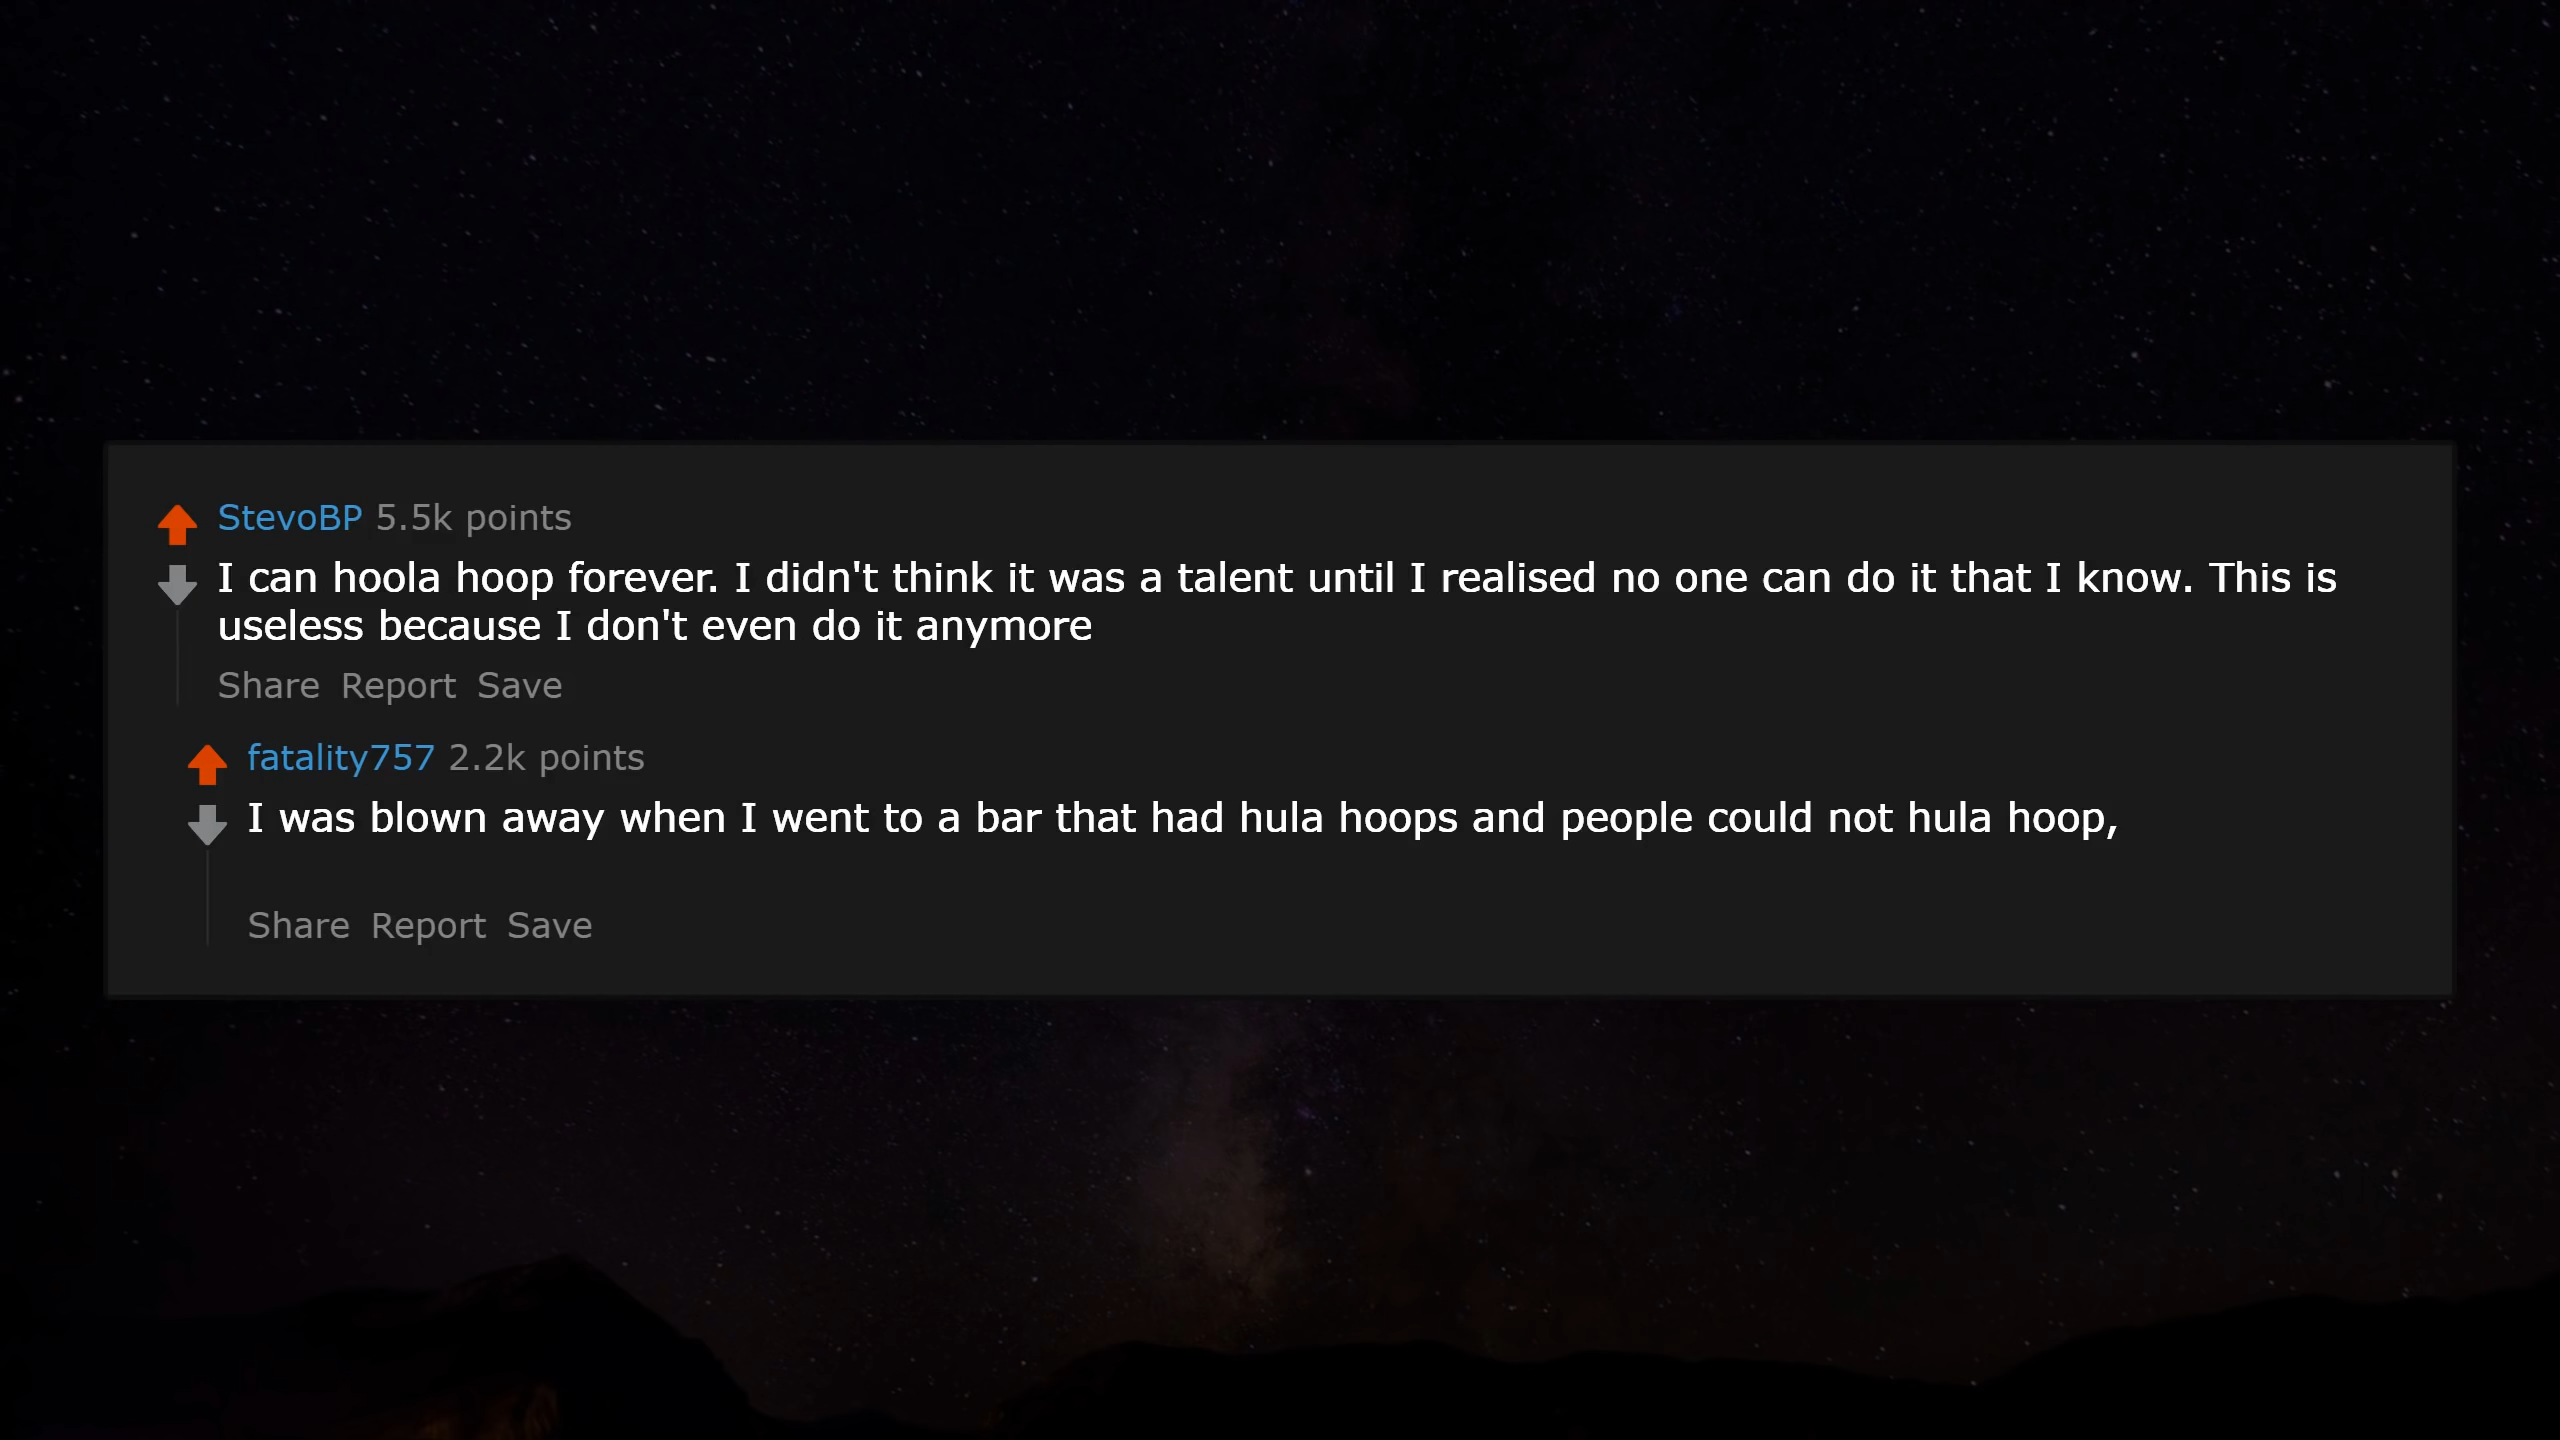 StevoBP 5.5k points
I can hoola hoop forever. I didn't think it was a talent until I realised no one can do it that I know. This is
useless because I don't even do it anymore
Share Report Save
fatality757 2.2k points
I was blown away when I went to a bar that had hula hoops and people could not hula hoop,
Share Report Save